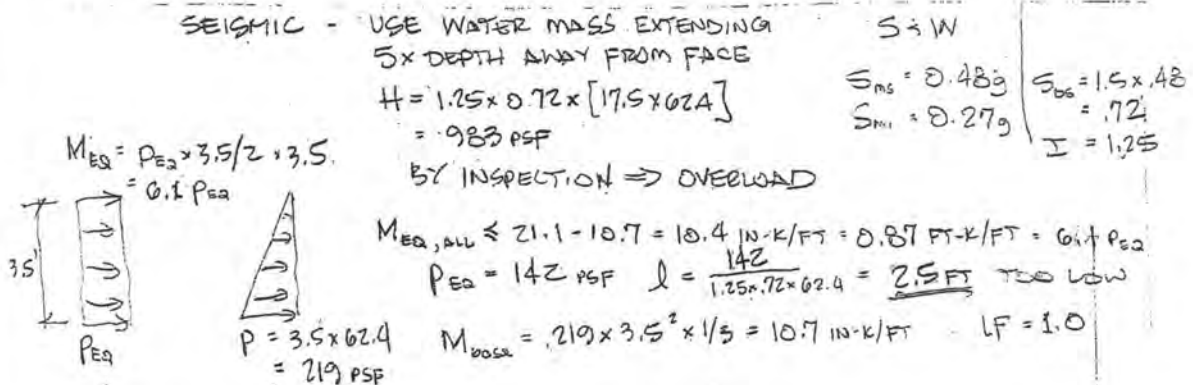 SEISMIC - USE WATER MASS EXTENDING
5X DEPTH AWAY FROM FACE
H = 1.25 x 0.72 x [17.5 x 62.4]
= 983 PSF
BY INSPECTION => OVERLOAD
S & W
Sms = 0.48g
Sm1 = 0.27g
SDS = 1.5 x .48
= .72
I = 1.25
MEQ = PEQ x 3.5/2 x 3.5
= 6.1 PEQ
3.5'
PEQ
P = 3.5 x 62.4
= 219 PSF
MEQ, ALL ≤ 21.1 - 10.7 = 10.4 IN-K/FT = 0.87 FT-K/FT = 6.1 PEQ
PEQ = 142 PSF l = 142 / 1.25 x .72 x 62.4 = 2.5 FT TOO LOW
Mbase = .219 x 3.5² x 1/3 = 10.7 IN-K/FT LF = 1.0